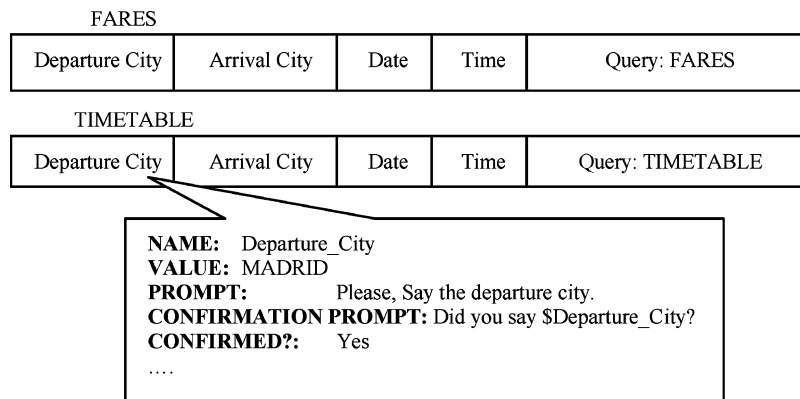 FARES
Departure City Arrival City Date Time Query: FARES
TIMETABLE
Departure City Arrival City Date Time Query: TIMETABLE
NAME: Departure_City
VALUE: MADRID
PROMPT: Please, Say the departure city.
CONFIRMATION PROMPT: Did you say $Departure_City?
CONFIRMED?: Yes
….